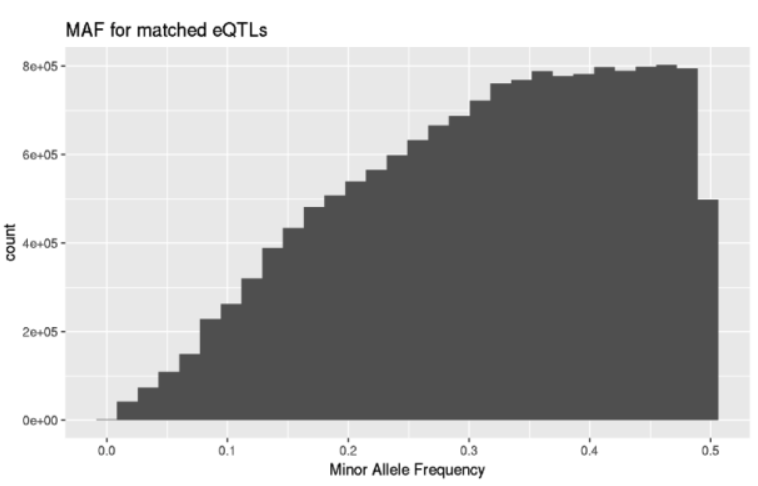 MAF for matched eQTLs
8e+05
6e+05
4e+05
2e+05
0e+00
count
0.0 0.1 0.2 0.3 0.4 0.5
Minor Allele Frequency